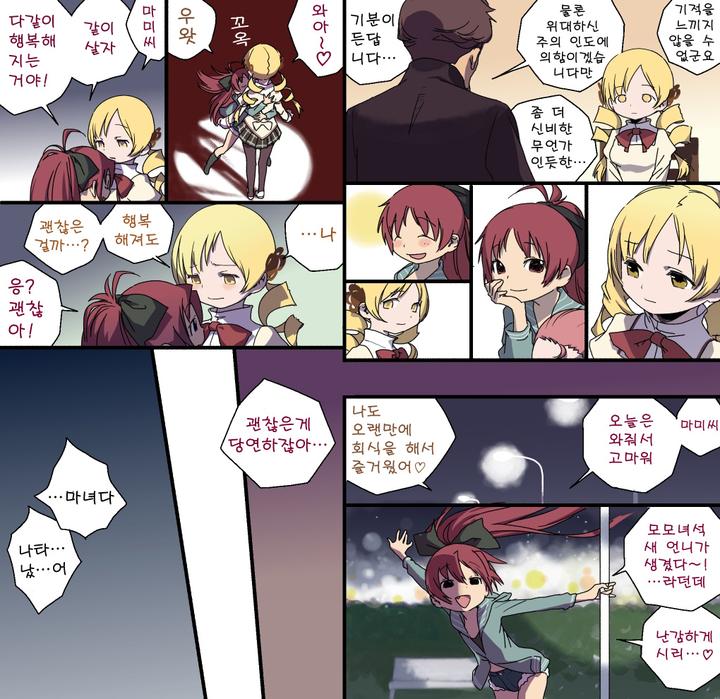 기적을
느끼지
않을 수
없군요
물론
위대하신
주의 인도에
의함이겠습
니다만
좀 더
신비한
무언가
인듯한…
기분이
든답
니다…
마미씨
오늘은
와줘서
고마워
나도
오랜만에
회식을 해서
즐거웠어♡
모모녀석
새 언니가
생겼다~!
…라던데
난감하게
시리…♡
와아~♡
꼬옥
우왓
마미씨
같이
살자
다같이
행복해
지는
거야!
…나
행복
해져도
괜찮은
걸까…?
응?
괜찮
아!
괜찮은게
당연하잖아…
…마녀다
나타…
났…어